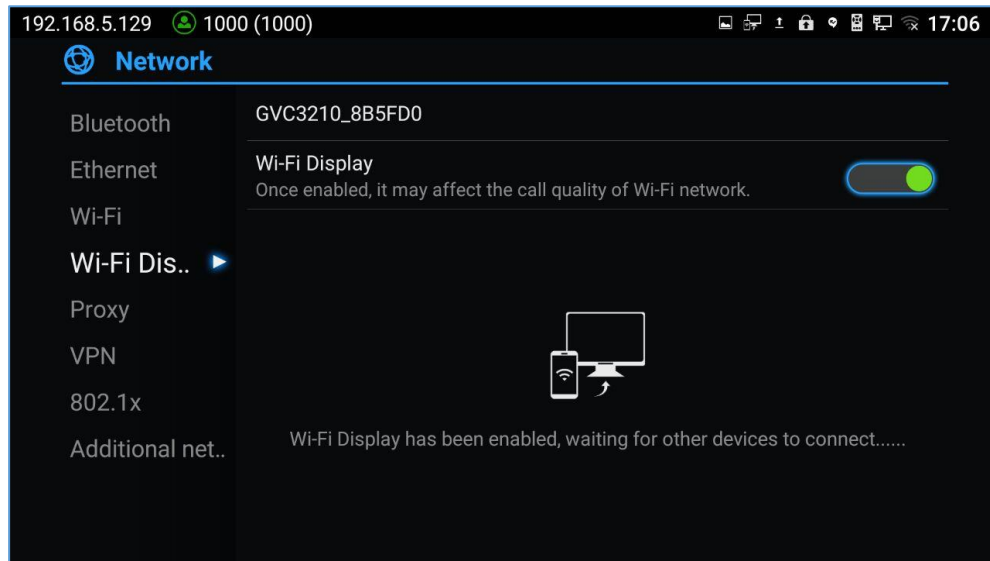 192.168.5.129 1000 (1000) 17:06
Network
Bluetooth
Ethernet
Wi-Fi
Wi-Fi Dis..
Proxy
VPN
802.1x
Additional net..
GVC3210_8B5FD0
Wi-Fi Display
Once enabled, it may affect the call quality of Wi-Fi network.
Wi-Fi Display has been enabled, waiting for other devices to connect......